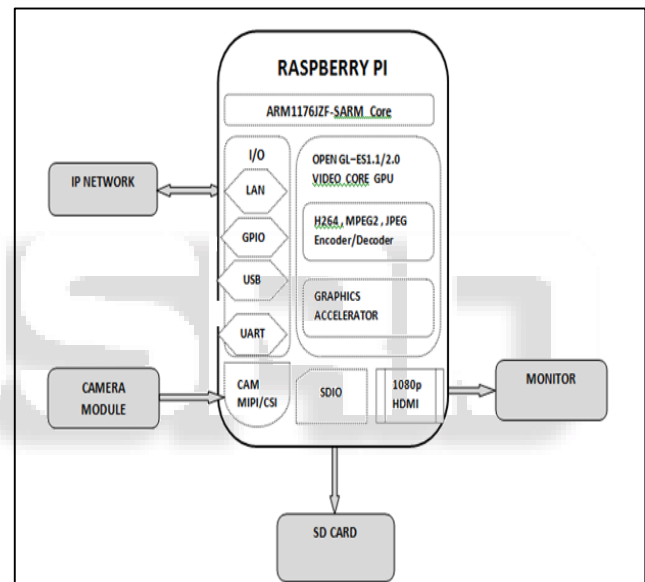 RASPBERRY PI
ARM1176JZF-SARM Core
I/O
LAN
GPIO
USB
UART
OPEN GL-ES1.1/2.0
VIDEO CORE GPU
H264 , MPEG2 , JPEG
Encoder/Decoder
GRAPHICS
ACCELERATOR
CAM
MIPI/CSI
SDIO
1080p
HDMI
IP NETWORK
CAMERA
MODULE
MONITOR
SD CARD